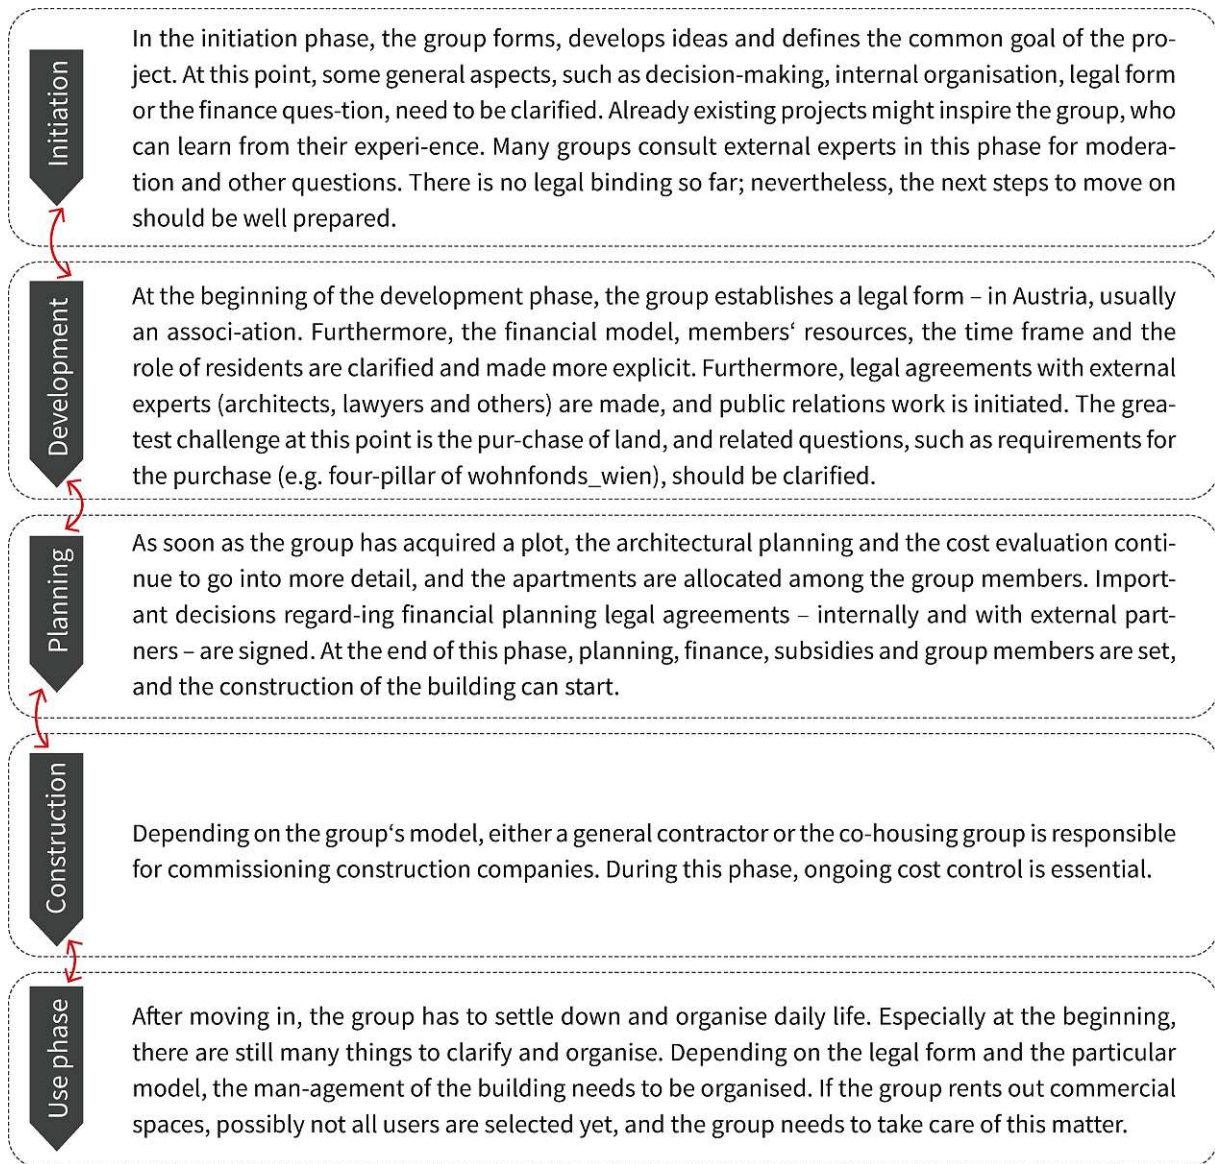 Initiation
In the initiation phase, the group forms, develops ideas and defines the common goal of the pro-
ject. At this point, some general aspects, such as decision-making, internal organisation, legal form
or the finance ques-tion, need to be clarified. Already existing projects might inspire the group, who
can learn from their experi-ence. Many groups consult external experts in this phase for modera-
tion and other questions. There is no legal binding so far; nevertheless, the next steps to move on
should be well prepared.
Development
At the beginning of the development phase, the group establishes a legal form – in Austria, usually
an associ-ation. Furthermore, the financial model, members‘ resources, the time frame and the
role of residents are clarified and made more explicit. Furthermore, legal agreements with external
experts (architects, lawyers and others) are made, and public relations work is initiated. The grea-
test challenge at this point is the pur-chase of land, and related questions, such as requirements for
the purchase (e.g. four-pillar of wohnfonds_wien), should be clarified.
Planning
As soon as the group has acquired a plot, the architectural planning and the cost evaluation conti-
nue to go into more detail, and the apartments are allocated among the group members. Import-
ant decisions regard-ing financial planning legal agreements – internally and with external part-
ners – are signed. At the end of this phase, planning, finance, subsidies and group members are set,
and the construction of the building can start.
Construction
Depending on the group‘s model, either a general contractor or the co-housing group is responsible
for commissioning construction companies. During this phase, ongoing cost control is essential.
Use phase
After moving in, the group has to settle down and organise daily life. Especially at the beginning,
there are still many things to clarify and organise. Depending on the legal form and the particular
model, the man-agement of the building needs to be organised. If the group rents out commercial
spaces, possibly not all users are selected yet, and the group needs to take care of this matter.